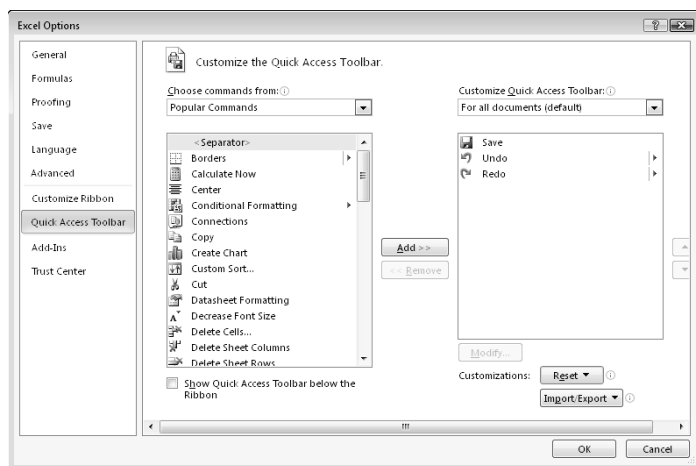 Excel Options
General
Formulas
Proofing
Save
Language
Advanced
Customize Ribbon
Quick Access Toolbar
Add-Ins
Trust Center
Customize the Quick Access Toolbar.
Choose commands from:
Popular Commands
<Separator>
Borders
Calculate Now
Center
Conditional Formatting
Connections
Copy
Create Chart
Custom Sort...
Cut
Datasheet Formatting
Decrease Font Size
Delete Cells...
Delete Sheet Columns
Delete Sheet Rows
Show Quick Access Toolbar below the
Ribbon
Add >>
<< Remove
Customize Quick Access Toolbar:
For all documents (default)
Save
Undo
Redo
Modify...
Customizations:
Reset
Import/Export
OK
Cancel